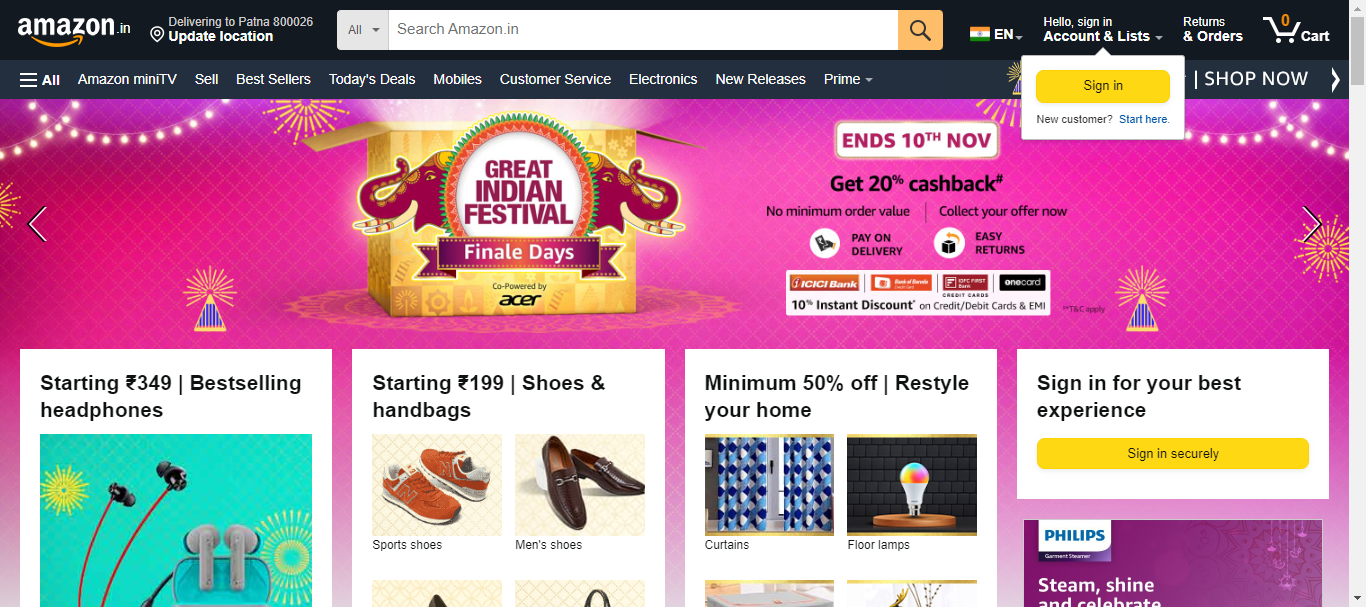 amazon.in
Delivering to Patna 800026
Update location
All
Search Amazon.in
EN
Hello, sign in
Account & Lists
Returns
& Orders
0
Cart
All
Amazon miniTV
Sell
Best Sellers
Today's Deals
Mobiles
Customer Service
Electronics
New Releases
Prime
| SHOP NOW
Sign in
New customer? Start here.
GREAT
INDIAN
FESTIVAL
Finale Days
Co-Powered by
acer
ENDS 10TH NOV
Get 20% cashback#
No minimum order value | Collect your offer now
PAY ON
DELIVERY
EASY
RETURNS
ICICI Bank
Bank of Baroda
IDFC FIRST
Bank
CREDIT CARDS
onecard
10% Instant Discount* on Credit/Debit Cards & EMI
#*T&C apply
Starting ₹349 | Bestselling
headphones
Starting ₹199 | Shoes &
handbags
Sports shoes
Men's shoes
Minimum 50% off | Restyle
your home
Curtains
Floor lamps
Sign in for your best
experience
Sign in securely
PHILIPS
Garment Steamer
Steam, shine
and celebrate